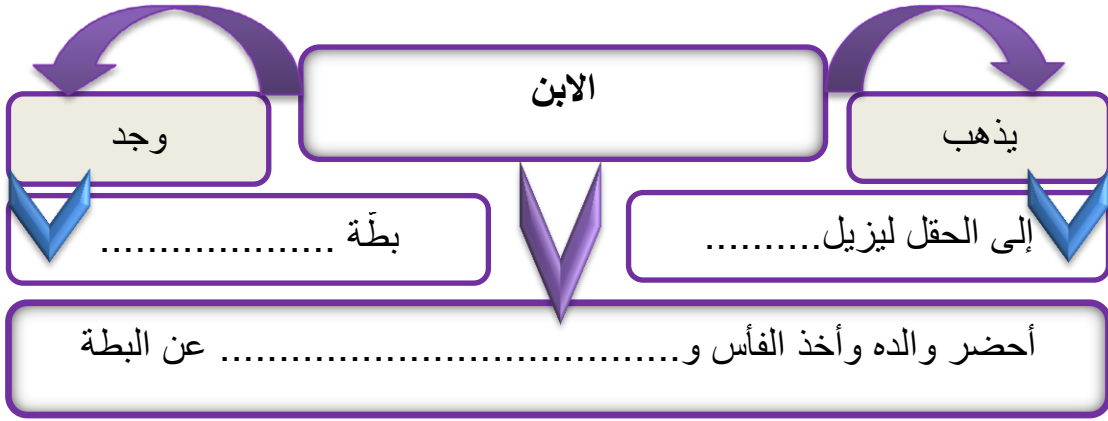 الابن
يذهب
وجد
إلى الحقل ليزيل..........
بطّة ....................
أحضر والده وأخذ الفأس و....................................... عن البطة